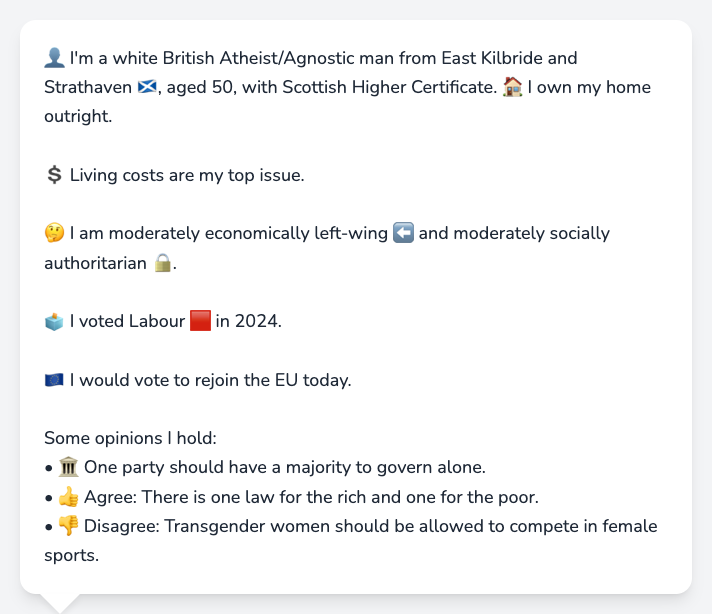 👤 I'm a white British Atheist/Agnostic man from East Kilbride and
Strathaven 🏴󠁧󠁢󠁳󠁣󠁴󠁿, aged 50, with Scottish Higher Certificate. 🏠 I own my home
outright.
💲 Living costs are my top issue.
🤔 I am moderately economically left-wing ⬅️ and moderately socially
authoritarian 🔒.
🗳️ I voted Labour 🟥 in 2024.
🇪🇺 I would vote to rejoin the EU today.
Some opinions I hold:
• 🏛️ One party should have a majority to govern alone.
• 👍 Agree: There is one law for the rich and one for the poor.
• 👎 Disagree: Transgender women should be allowed to compete in female
sports.